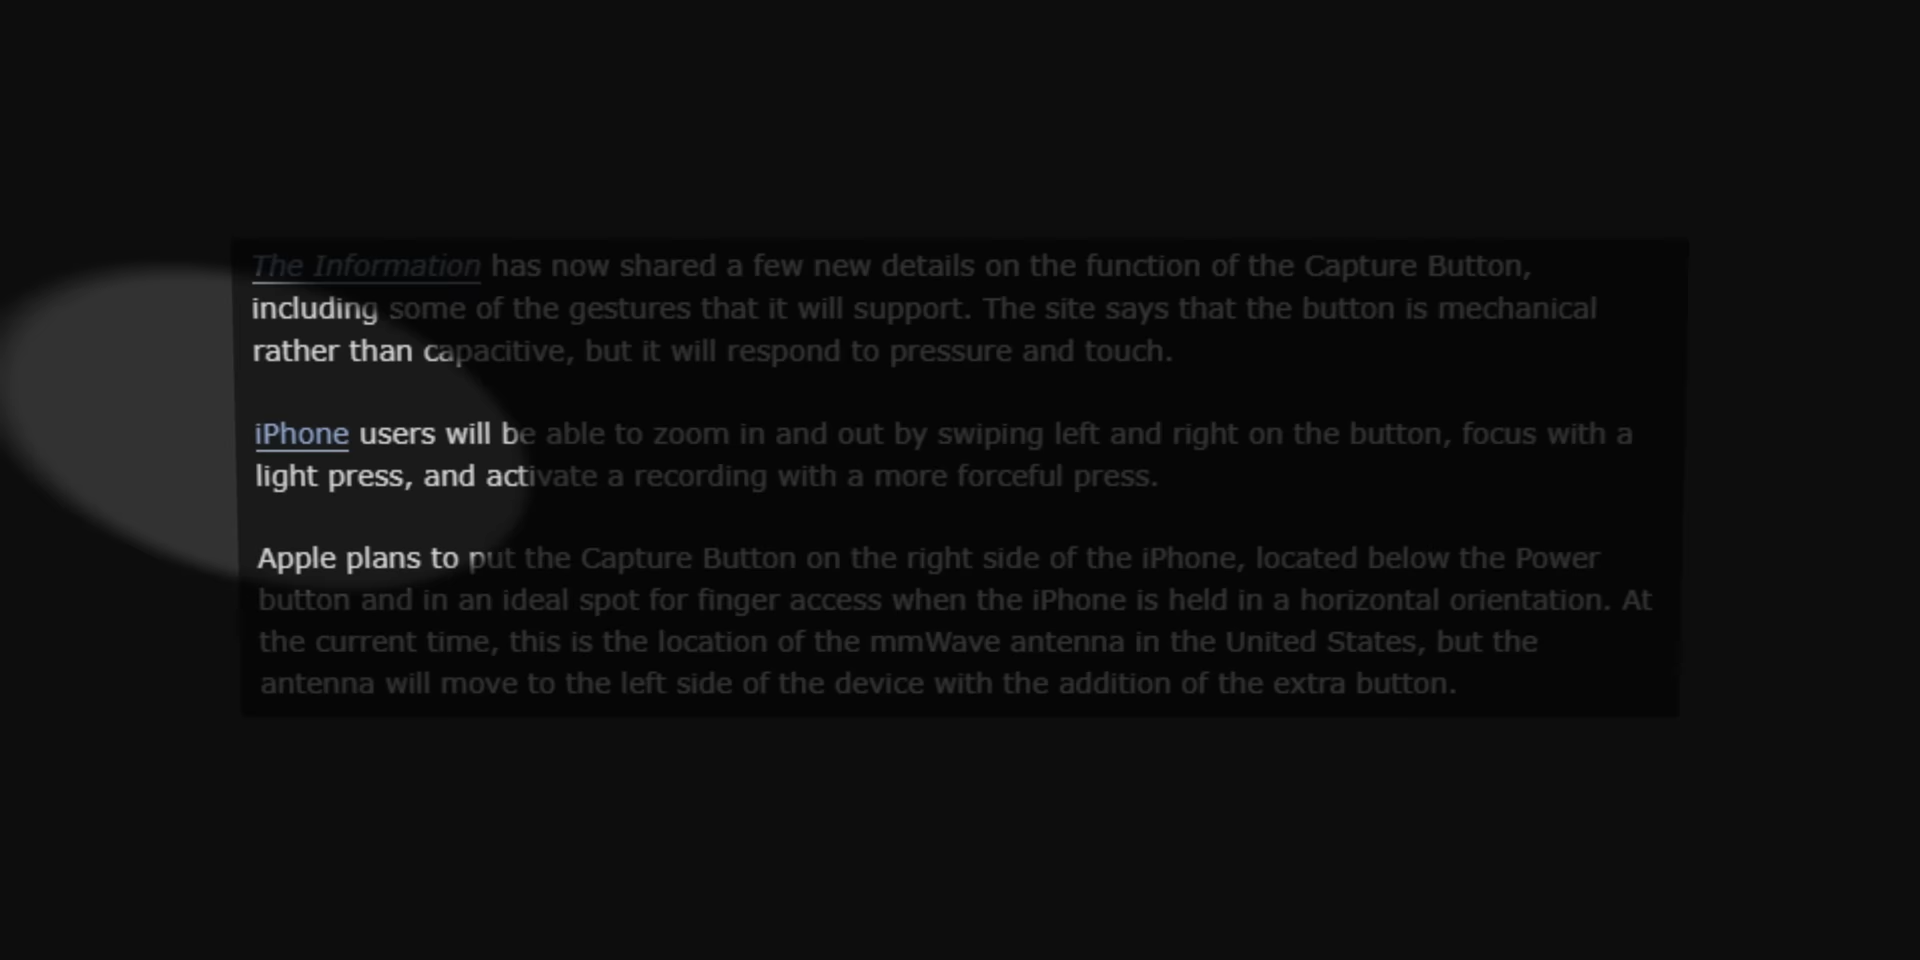 The Information has now shared a few new details on the function of the Capture Button,
including some of the gestures that it will support. The site says that the button is mechanical
rather than capacitive, but it will respond to pressure and touch.
iPhone users will be able to zoom in and out by swiping left and right on the button, focus with a
light press, and activate a recording with a more forceful press.
Apple plans to put the Capture Button on the right side of the iPhone, located below the Power
button and in an ideal spot for finger access when the iPhone is held in a horizontal orientation. At
the current time, this is the location of the mmWave antenna in the United States, but the
antenna will move to the left side of the device with the addition of the extra button.